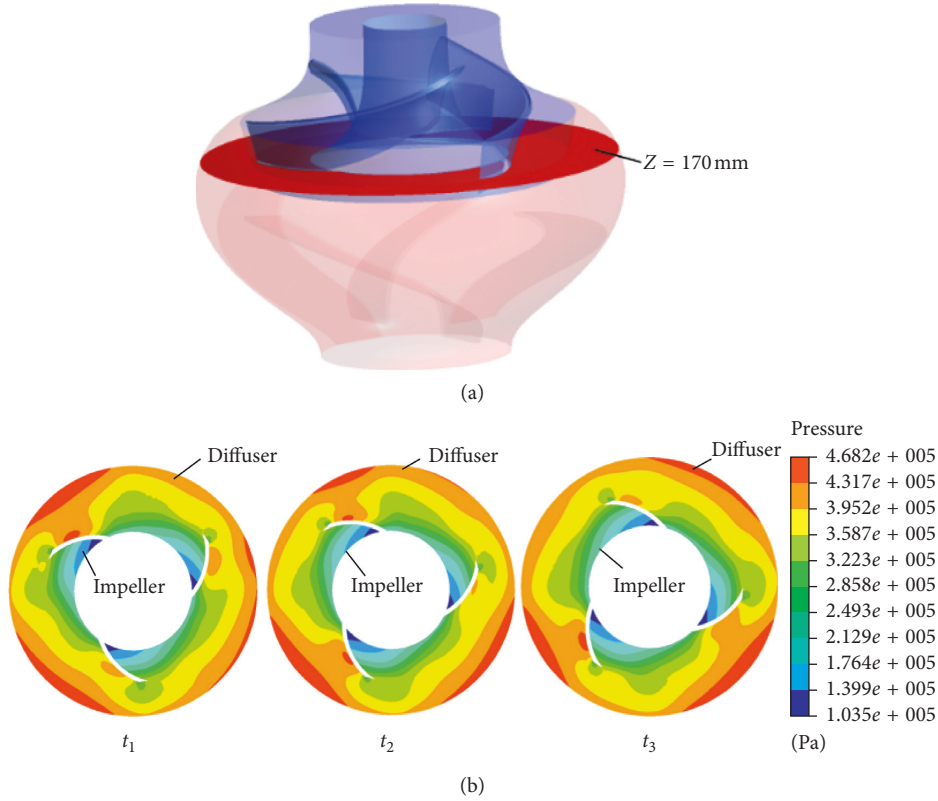 Z = 170 mm
(a)
Diffuser
Diffuser
Diffuser
Impeller
Impeller
Impeller
t1
t2
t3
Pressure
4.682e + 005
4.317e + 005
3.952e + 005
3.587e + 005
3.223e + 005
2.858e + 005
2.493e + 005
2.129e + 005
1.764e + 005
1.399e + 005
1.035e + 005
(Pa)
(b)